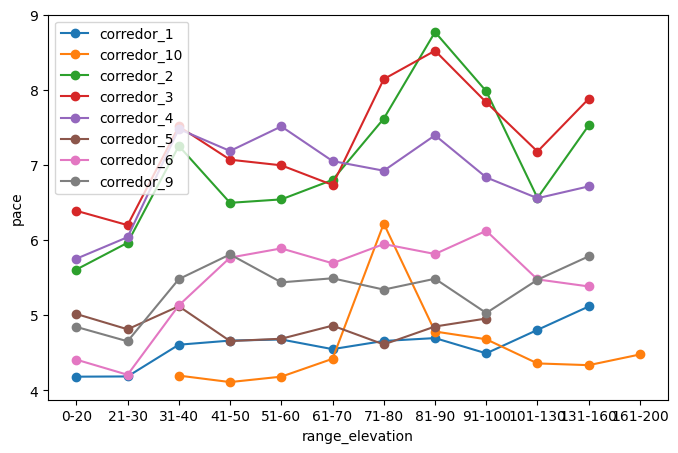 9
8
7
6
5
4
pace
corredor_1
corredor_10
corredor_2
corredor_3
corredor_4
corredor_5
corredor_6
corredor_9
0-20 21-30 31-40 41-50 51-60 61-70 71-80 81-90 91-100 101-130 131-160 161-200
range_elevation